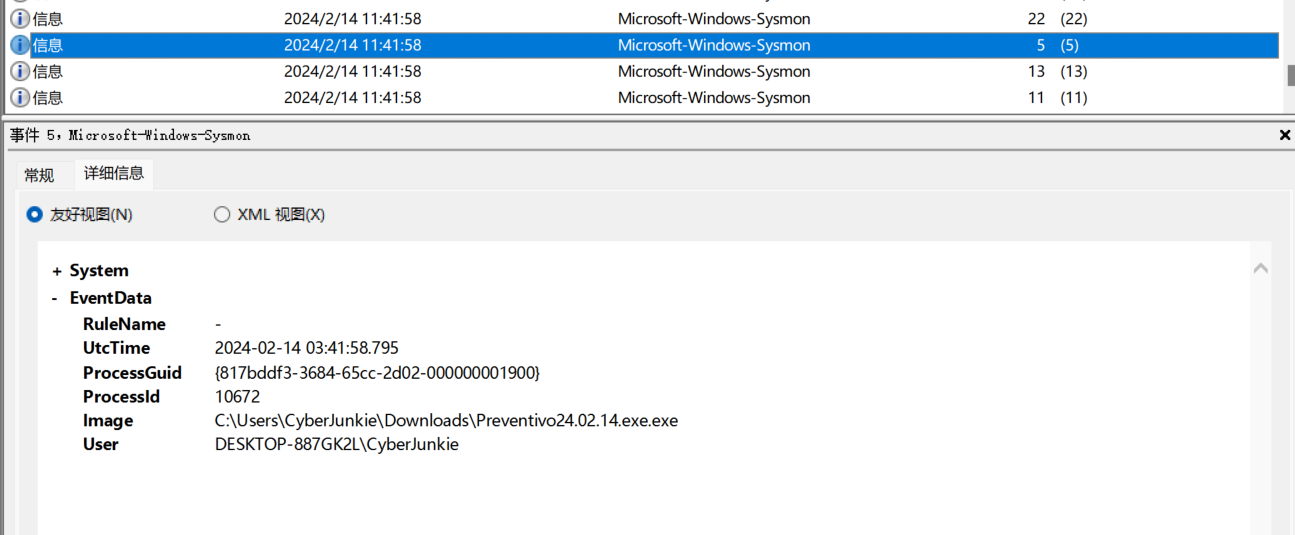 信息 2024/2/14 11:41:58 Microsoft-Windows-Sysmon 22 (22)
信息 2024/2/14 11:41:58 Microsoft-Windows-Sysmon 5 (5)
信息 2024/2/14 11:41:58 Microsoft-Windows-Sysmon 13 (13)
信息 2024/2/14 11:41:58 Microsoft-Windows-Sysmon 11 (11)
事件 5，Microsoft-Windows-Sysmon
常规 详细信息
友好视图(N) XML 视图(X)
+ System
- EventData
RuleName -
UtcTime 2024-02-14 03:41:58.795
ProcessGuid {817bddf3-3684-65cc-2d02-000000001900}
ProcessId 10672
Image C:\Users\CyberJunkie\Downloads\Preventivo24.02.14.exe.exe
User DESKTOP-887GK2L\CyberJunkie